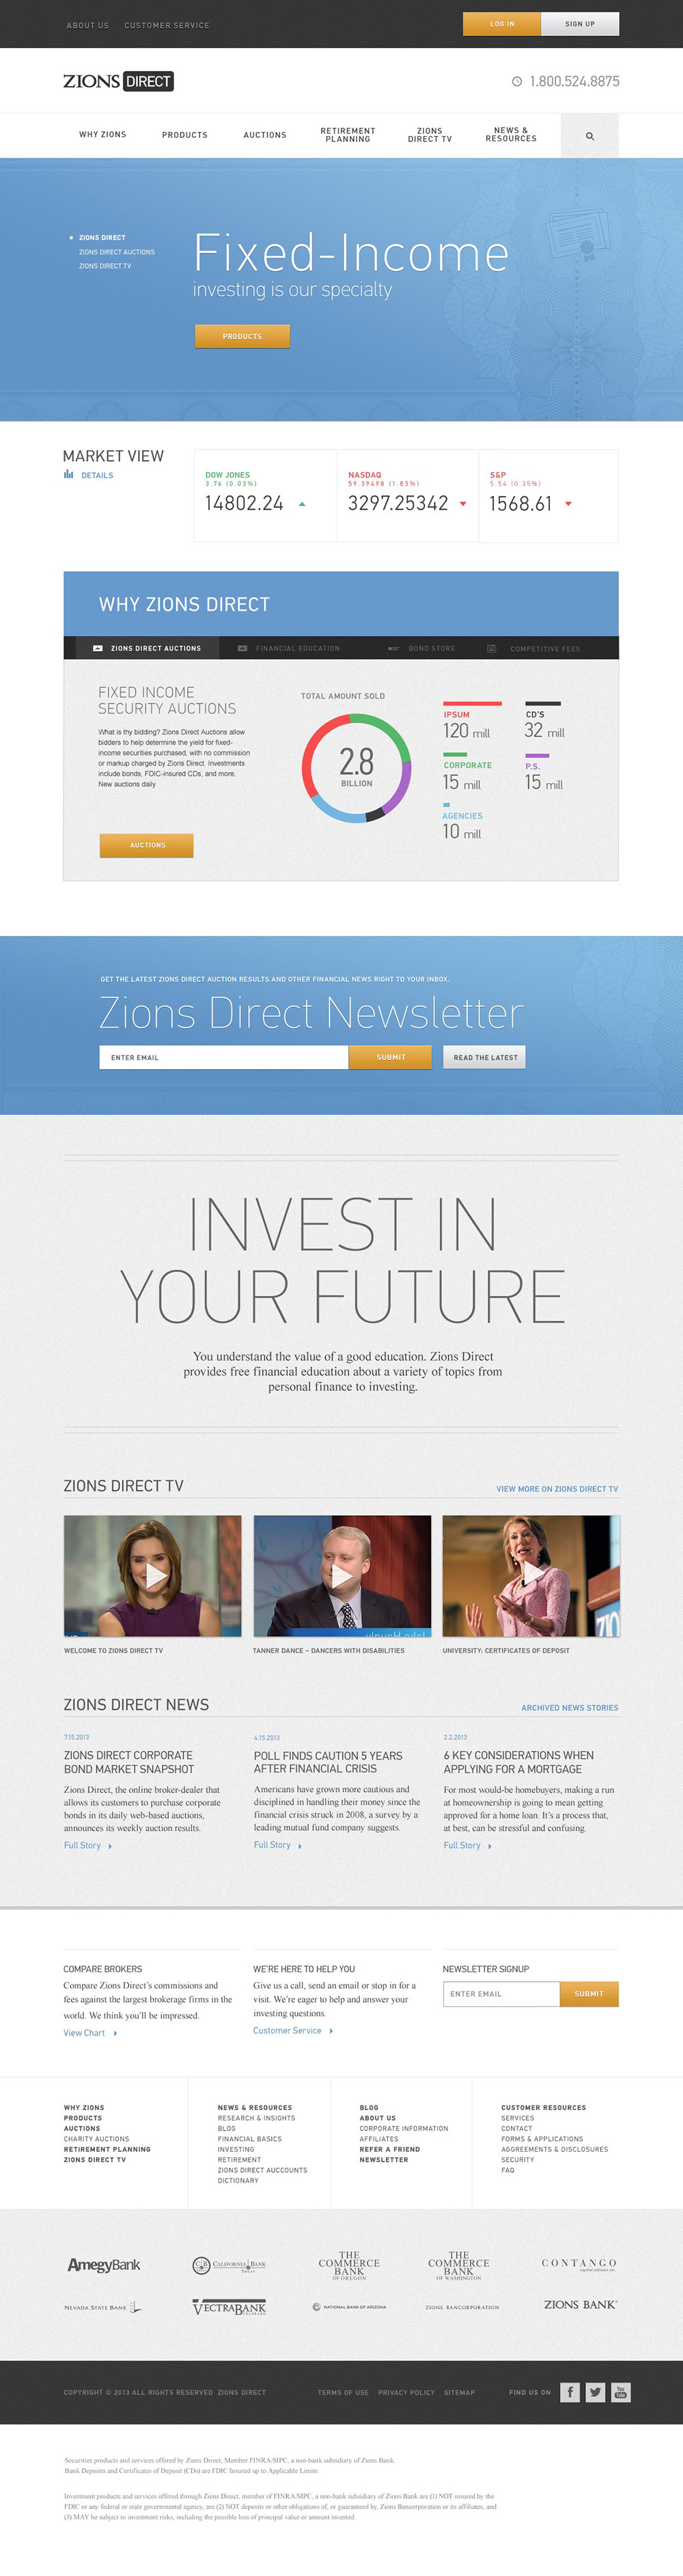 ABOUT US CUSTOMER SERVICE
LOG IN SIGN UP
ZIONS DIRECT
1.800.524.8875
WHY ZIONS PRODUCTS AUCTIONS RETIREMENT PLANNING ZIONS DIRECT TV NEWS & RESOURCES
ZIONS DIRECT
ZIONS DIRECT AUCTIONS
ZIONS DIRECT TV
Fixed-Income
investing is our specialty
PRODUCTS
MARKET VIEW
DETAILS
DOW JONES
3.76 (0.03%)
14802.24
NASDAQ
59.39498 (1.83%)
3297.25342
S&P
5.54 (0.35%)
1568.61
WHY ZIONS DIRECT
ZIONS DIRECT AUCTIONS FINANCIAL EDUCATION BOND STORE COMPETITIVE FEES
FIXED INCOME
SECURITY AUCTIONS
What is thy bidding? Zions Direct Auctions allow
bidders to help determine the yield for fixed-
income securities purchased, with no commission
or markup charged by Zions Direct. Investments
include bonds, FDIC-insured CDs, and more.
New auctions daily
AUCTIONS
TOTAL AMOUNT SOLD
2.8
BILLION
IPSUM
120 mill
CD'S
32 mill
CORPORATE
15 mill
P.S.
15 mill
AGENCIES
10 mill
GET THE LATEST ZIONS DIRECT AUCTION RESULTS AND OTHER FINANCIAL NEWS RIGHT TO YOUR INBOX.
Zions Direct Newsletter
ENTER EMAIL SUBMIT READ THE LATEST
INVEST IN
YOUR FUTURE
You understand the value of a good education. Zions Direct
provides free financial education about a variety of topics from
personal finance to investing.
ZIONS DIRECT TV
VIEW MORE ON ZIONS DIRECT TV
WELCOME TO ZIONS DIRECT TV
TANNER DANCE – DANCERS WITH DISABILITIES
UNIVERSITY: CERTIFICATES OF DEPOSIT
ZIONS DIRECT NEWS
ARCHIVED NEWS STORIES
7.15.2013
ZIONS DIRECT CORPORATE
BOND MARKET SNAPSHOT
Zions Direct, the online broker-dealer that
allows its customers to purchase corporate
bonds in its daily web-based auctions,
announces its weekly auction results.
Full Story
4.15.2013
POLL FINDS CAUTION 5 YEARS
AFTER FINANCIAL CRISIS
Americans have grown more cautious and
disciplined in handling their money since the
financial crisis struck in 2008, a survey by a
leading mutual fund company suggests.
Full Story
2.2.2013
6 KEY CONSIDERATIONS WHEN
APPLYING FOR A MORTGAGE
For most would-be homebuyers, making a run
at homeownership is going to mean getting
approved for a home loan. It's a process that,
at best, can be stressful and confusing.
Full Story
COMPARE BROKERS
Compare Zions Direct's commissions and
fees against the largest brokerage firms in the
world. We think you'll be impressed.
View Chart
WE'RE HERE TO HELP YOU
Give us a call, send an email or stop in for a
visit. We're eager to help and answer your
investing questions.
Customer Service
NEWSLETTER SIGNUP
ENTER EMAIL SUBMIT
WHY ZIONS
PRODUCTS
AUCTIONS
CHARITY AUCTIONS
RETIREMENT PLANNING
ZIONS DIRECT TV
NEWS & RESOURCES
RESEARCH & INSIGHTS
BLOG
FINANCIAL BASICS
INVESTING
RETIREMENT
ZIONS DIRECT AUCCOUNTS
DICTIONARY
BLOG
ABOUT US
CORPORATE INFORMATION
AFFILIATES
REFER A FRIEND
NEWSLETTER
CUSTOMER RESOURCES
SERVICES
CONTACT
FORMS & APPLICATIONS
AGGREEMENTS & DISCLOSURES
SECURITY
FAQ
AmegyBank
CALIFORNIA BANK
TRUST
THE
COMMERCE
BANK
OF OREGON
THE
COMMERCE
BANK
OF WASHINGTON
CONTANGO
capital advisors inc.
NEVADA STATE BANK
VECTRABANK
COLORADO
NATIONAL BANK OF ARIZONA
ZIONS BANCORPORATION
ZIONS BANK
COPYRIGHT © 2013 ALL RIGHTS RESERVED ZIONS DIRECT
TERMS OF USE PRIVACY POLICY SITEMAP
FIND US ON
You Tube
Securities products and services offered by Zions Direct, Member FINRA/SIPC, a non-bank subsidiary of Zions Bank.
Bank Deposits and Certificates of Deposit (CDs) are FDIC Insured up to Applicable Limits.
Investment products and services offered through Zions Direct, member of FINRA/SIPC, a non-bank subsidiary of Zions Bank are (1) NOT insured by the
FDIC or any federal or state governmental agency, are (2) NOT deposits or other obligations of, or guaranteed by, Zions Bancorporation or its affiliates, and
(3) MAY be subject to investment risks, including the possible loss of principal value or amount invested.